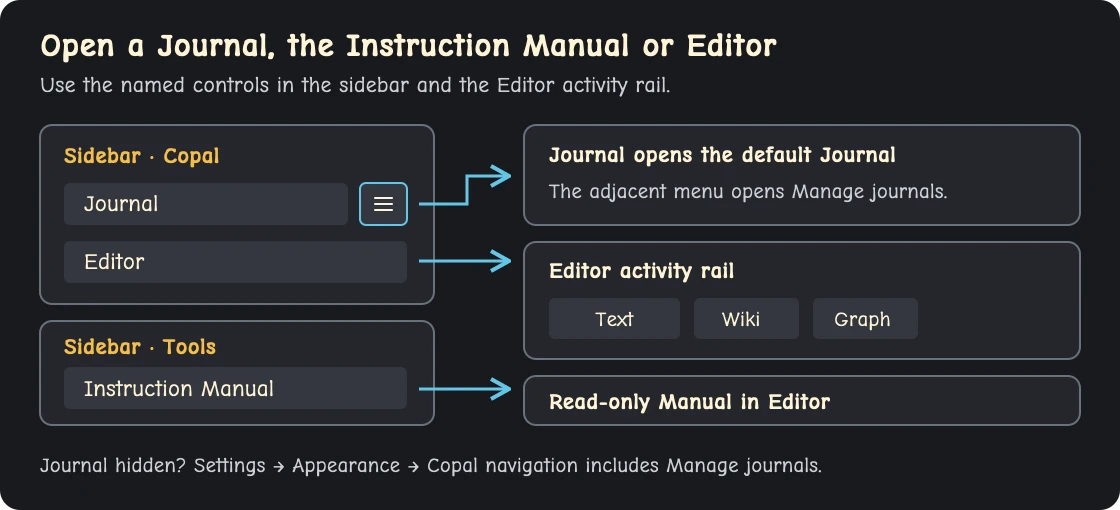 Open a Journal, the Instruction Manual or Editor
Use the named controls in the sidebar and the Editor activity rail.
Sidebar · Copal
Journal
Editor
Sidebar · Tools
Instruction Manual
Journal opens the default Journal
The adjacent menu opens Manage journals.
Editor activity rail
Text Wiki Graph
Read-only Manual in Editor
Journal hidden? Settings → Appearance → Copal navigation includes Manage journals.